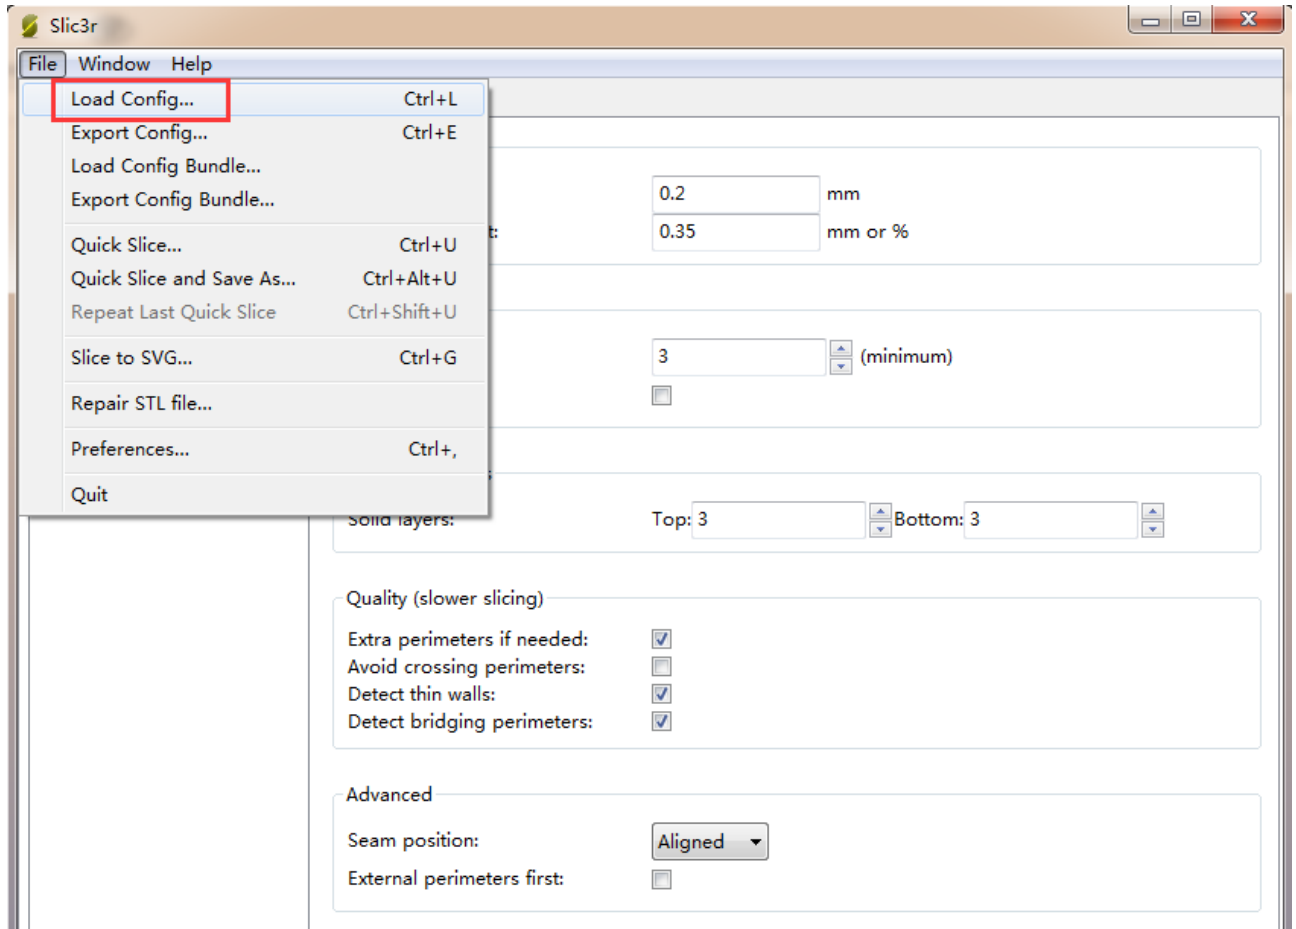 Slic3r
File Window Help
Load Config... Ctrl+L
Export Config... Ctrl+E
Load Config Bundle...
Export Config Bundle...
0.2 mm
t: 0.35 mm or %
Quick Slice... Ctrl+U
Quick Slice and Save As... Ctrl+Alt+U
Repeat Last Quick Slice Ctrl+Shift+U
Slice to SVG... Ctrl+G
3 (minimum)
Repair STL file...
Preferences... Ctrl+,
Quit
Solid layers: Top: 3 Bottom: 3
Quality (slower slicing)
Extra perimeters if needed:
Avoid crossing perimeters:
Detect thin walls:
Detect bridging perimeters:
Advanced
Seam position: Aligned
External perimeters first: